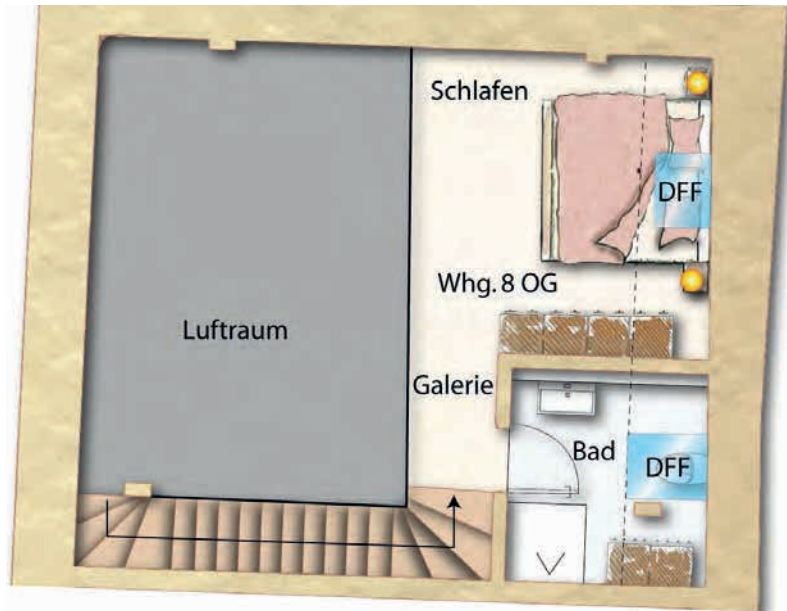 Schlafen
DFF
Whg. 8 OG
Luftraum
Galerie
Bad
DFF